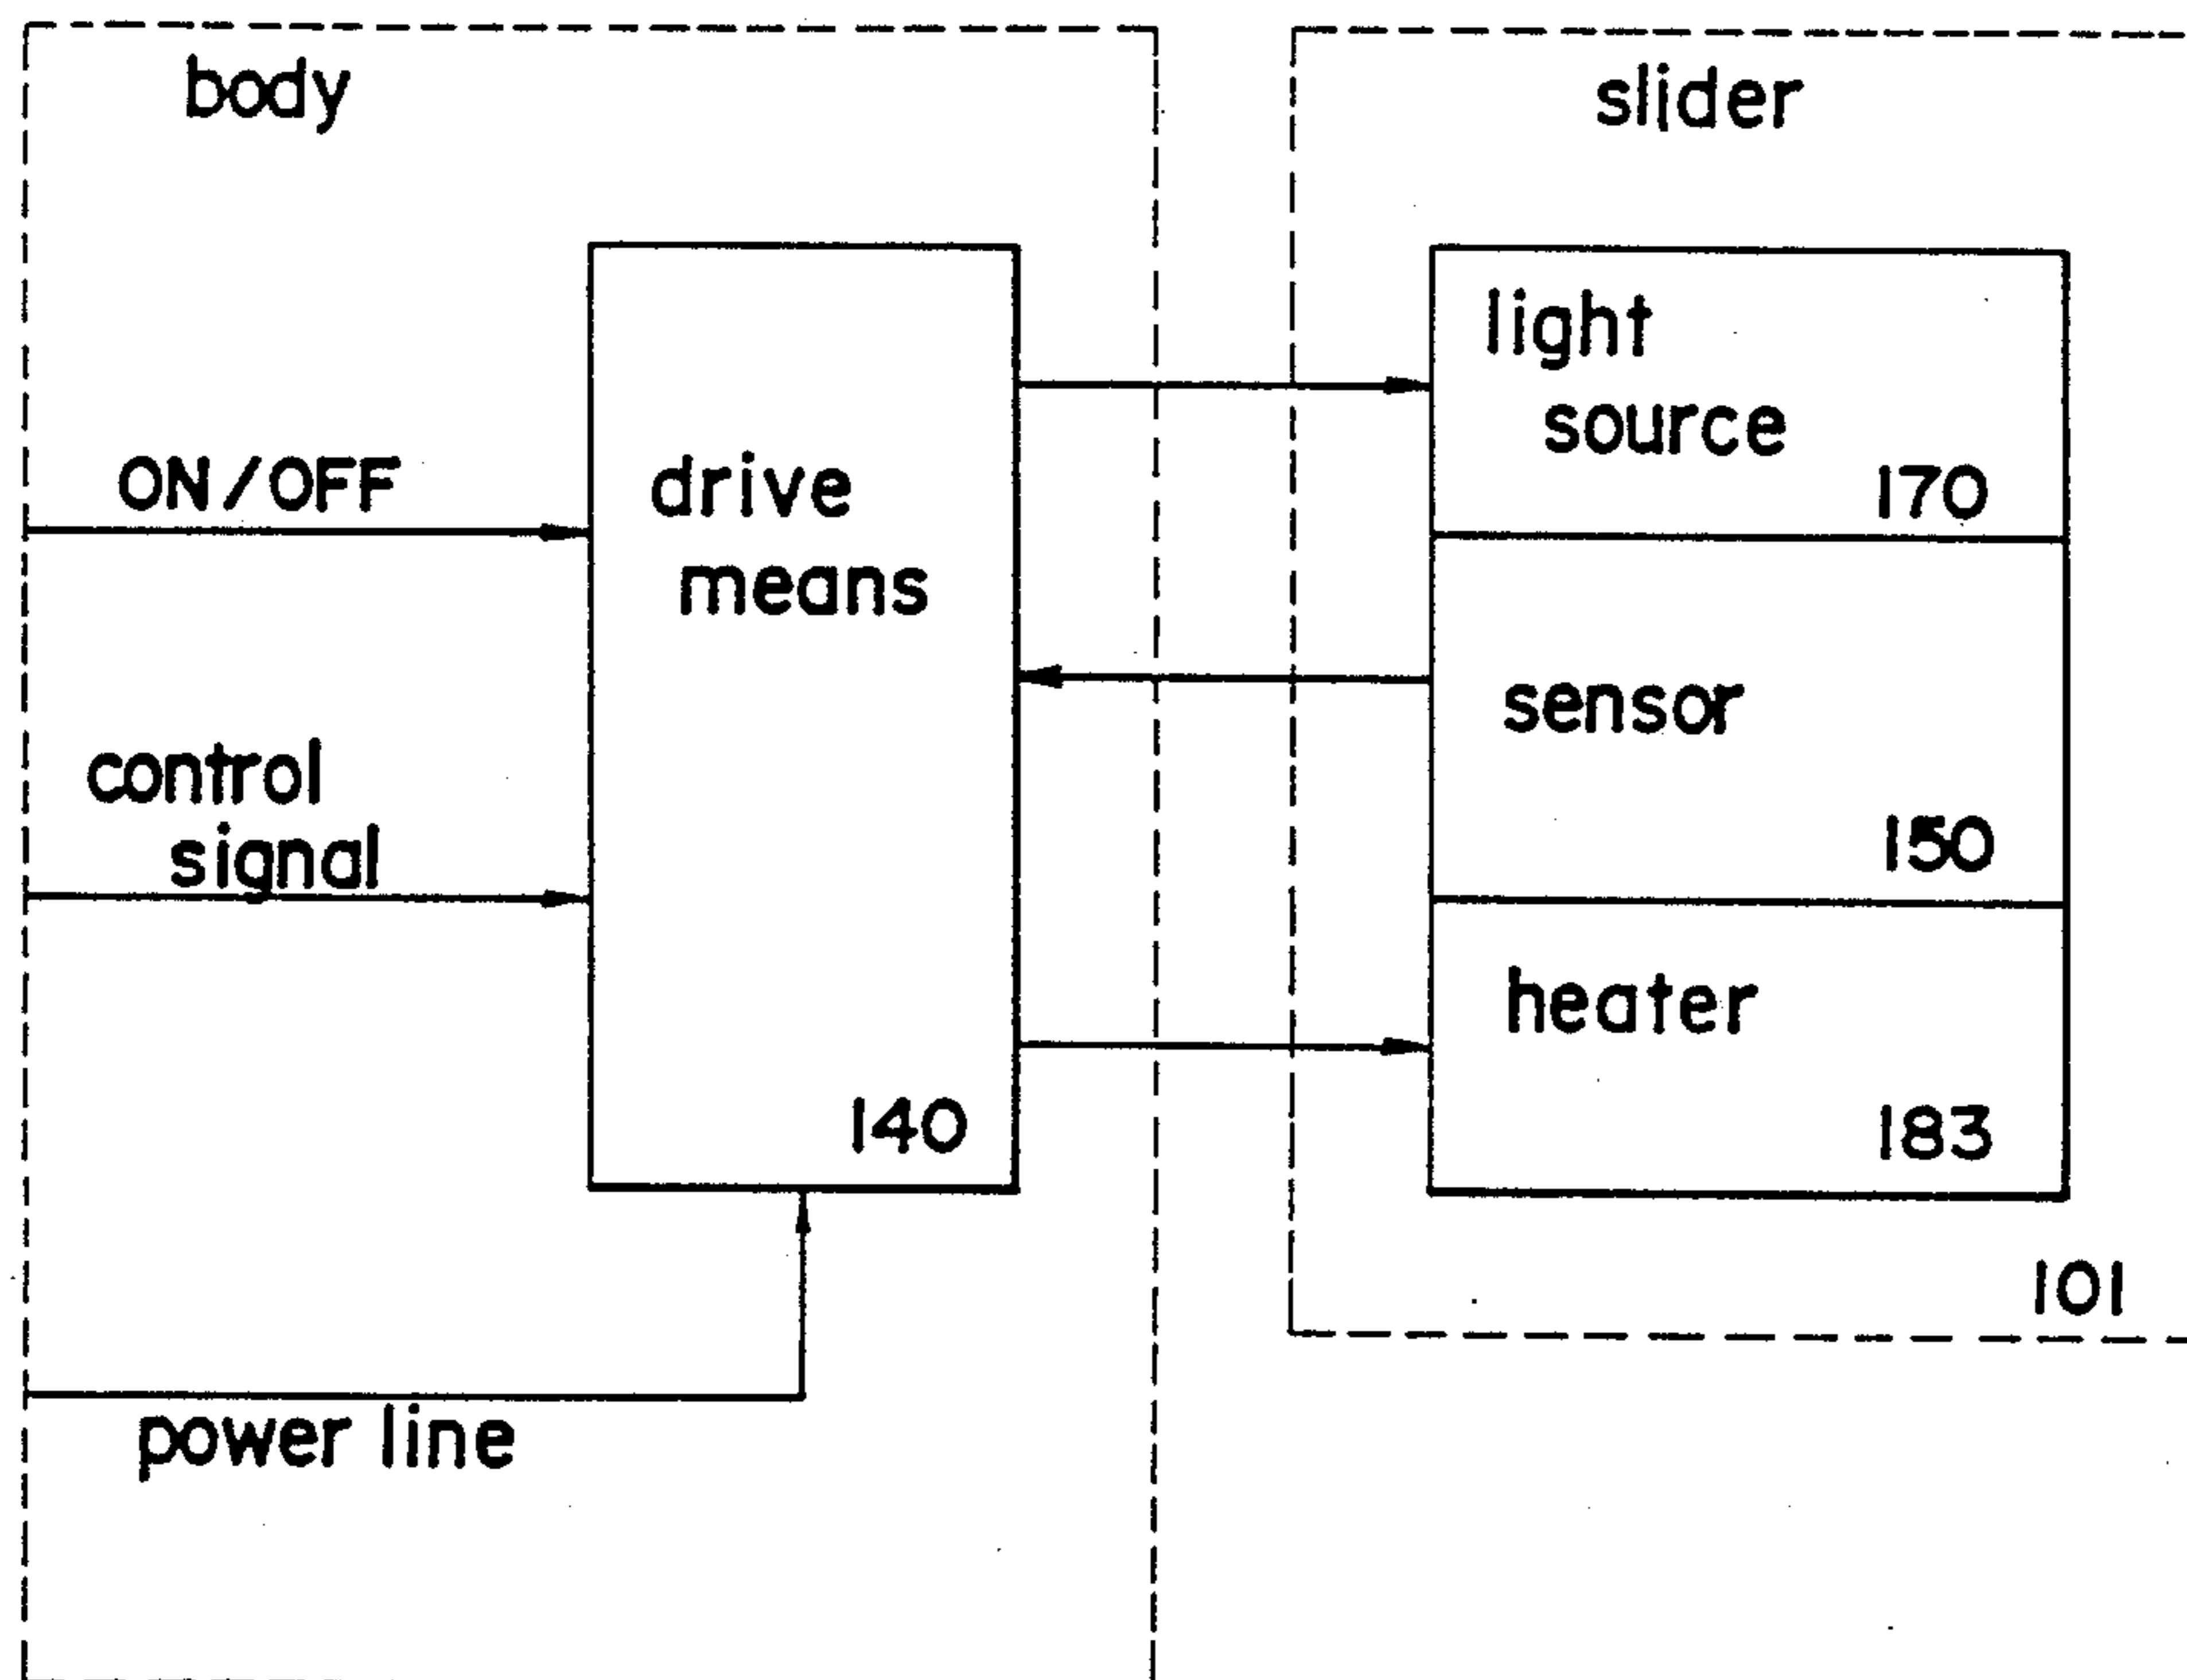 body
ON/OFF
control
signal
power line
drive
means
140
slider
light
source
170
sensor
150
heater
183
101